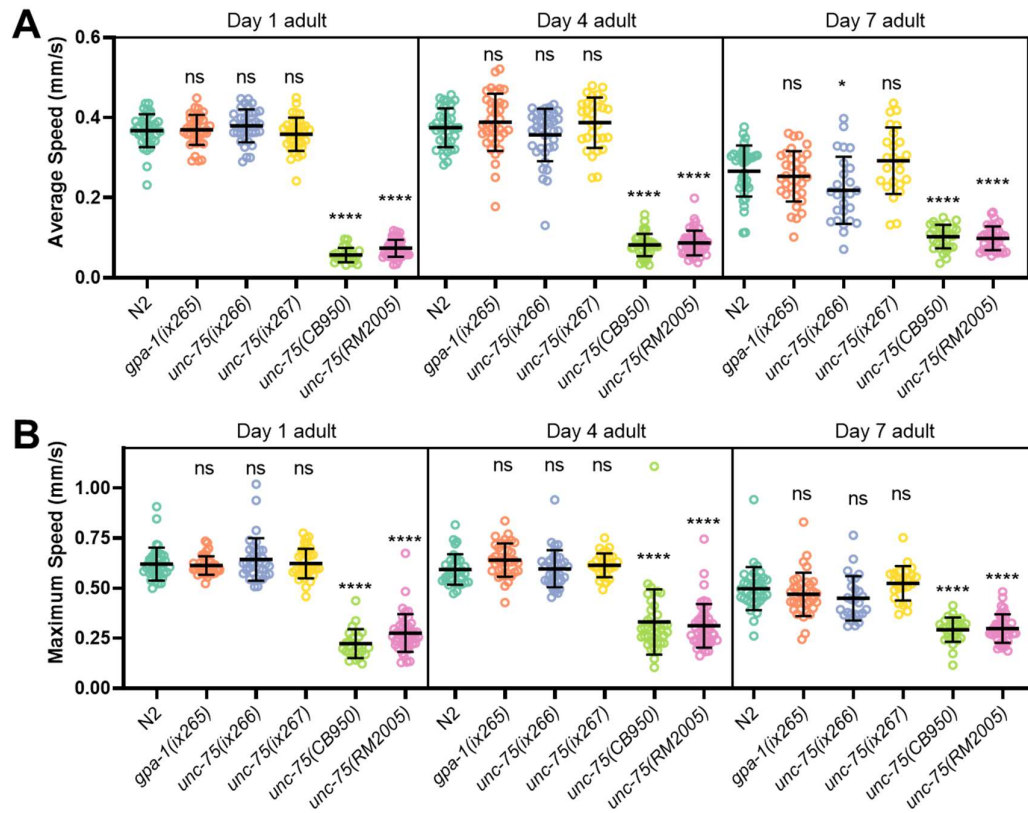 A
Day 1 adult
Day 4 adult
Day 7 adult
Average Speed (mm/s)
0.6
0.4
0.2
0.0
ns ns ns **** ****
ns ns ns **** ****
ns * ns **** ****
N2
gpa-1(ix265)
unc-75(ix266)
unc-75(ix267)
unc-75(CB950)
unc-75(RM2005)
N2
gpa-1(ix265)
unc-75(ix266)
unc-75(ix267)
unc-75(CB950)
unc-75(RM2005)
N2
gpa-1(ix265)
unc-75(ix266)
unc-75(ix267)
unc-75(CB950)
unc-75(RM2005)
B
Day 1 adult
Day 4 adult
Day 7 adult
Maximum Speed (mm/s)
1.00
0.75
0.50
0.25
0.00
ns ns ns **** ****
ns ns ns **** ****
ns ns ns **** ****
N2
gpa-1(ix265)
unc-75(ix266)
unc-75(ix267)
unc-75(CB950)
unc-75(RM2005)
N2
gpa-1(ix265)
unc-75(ix266)
unc-75(ix267)
unc-75(CB950)
unc-75(RM2005)
N2
gpa-1(ix265)
unc-75(ix266)
unc-75(ix267)
unc-75(CB950)
unc-75(RM2005)